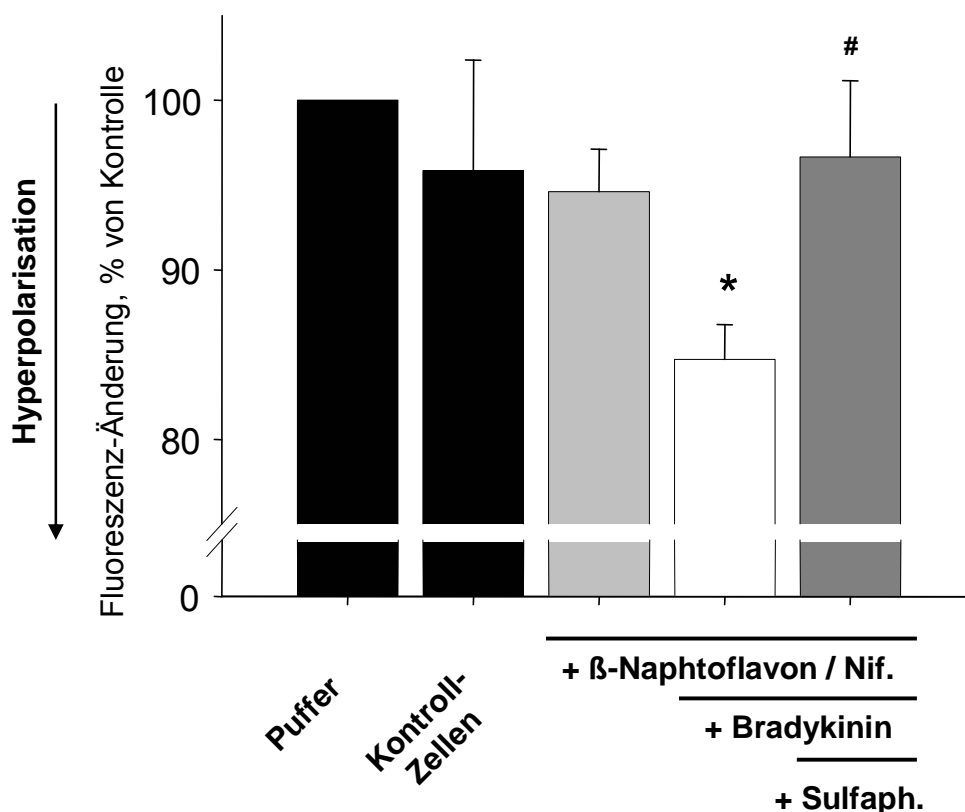 Hyperpolarisation
Fluoreszenz-Änderung, % von Kontrolle
100
90
80
0
*
#
Puffer
Kontroll-
Zellen
+ ß-Naphtoflavon / Nif.
+ Bradykinin
+ Sulfaph.